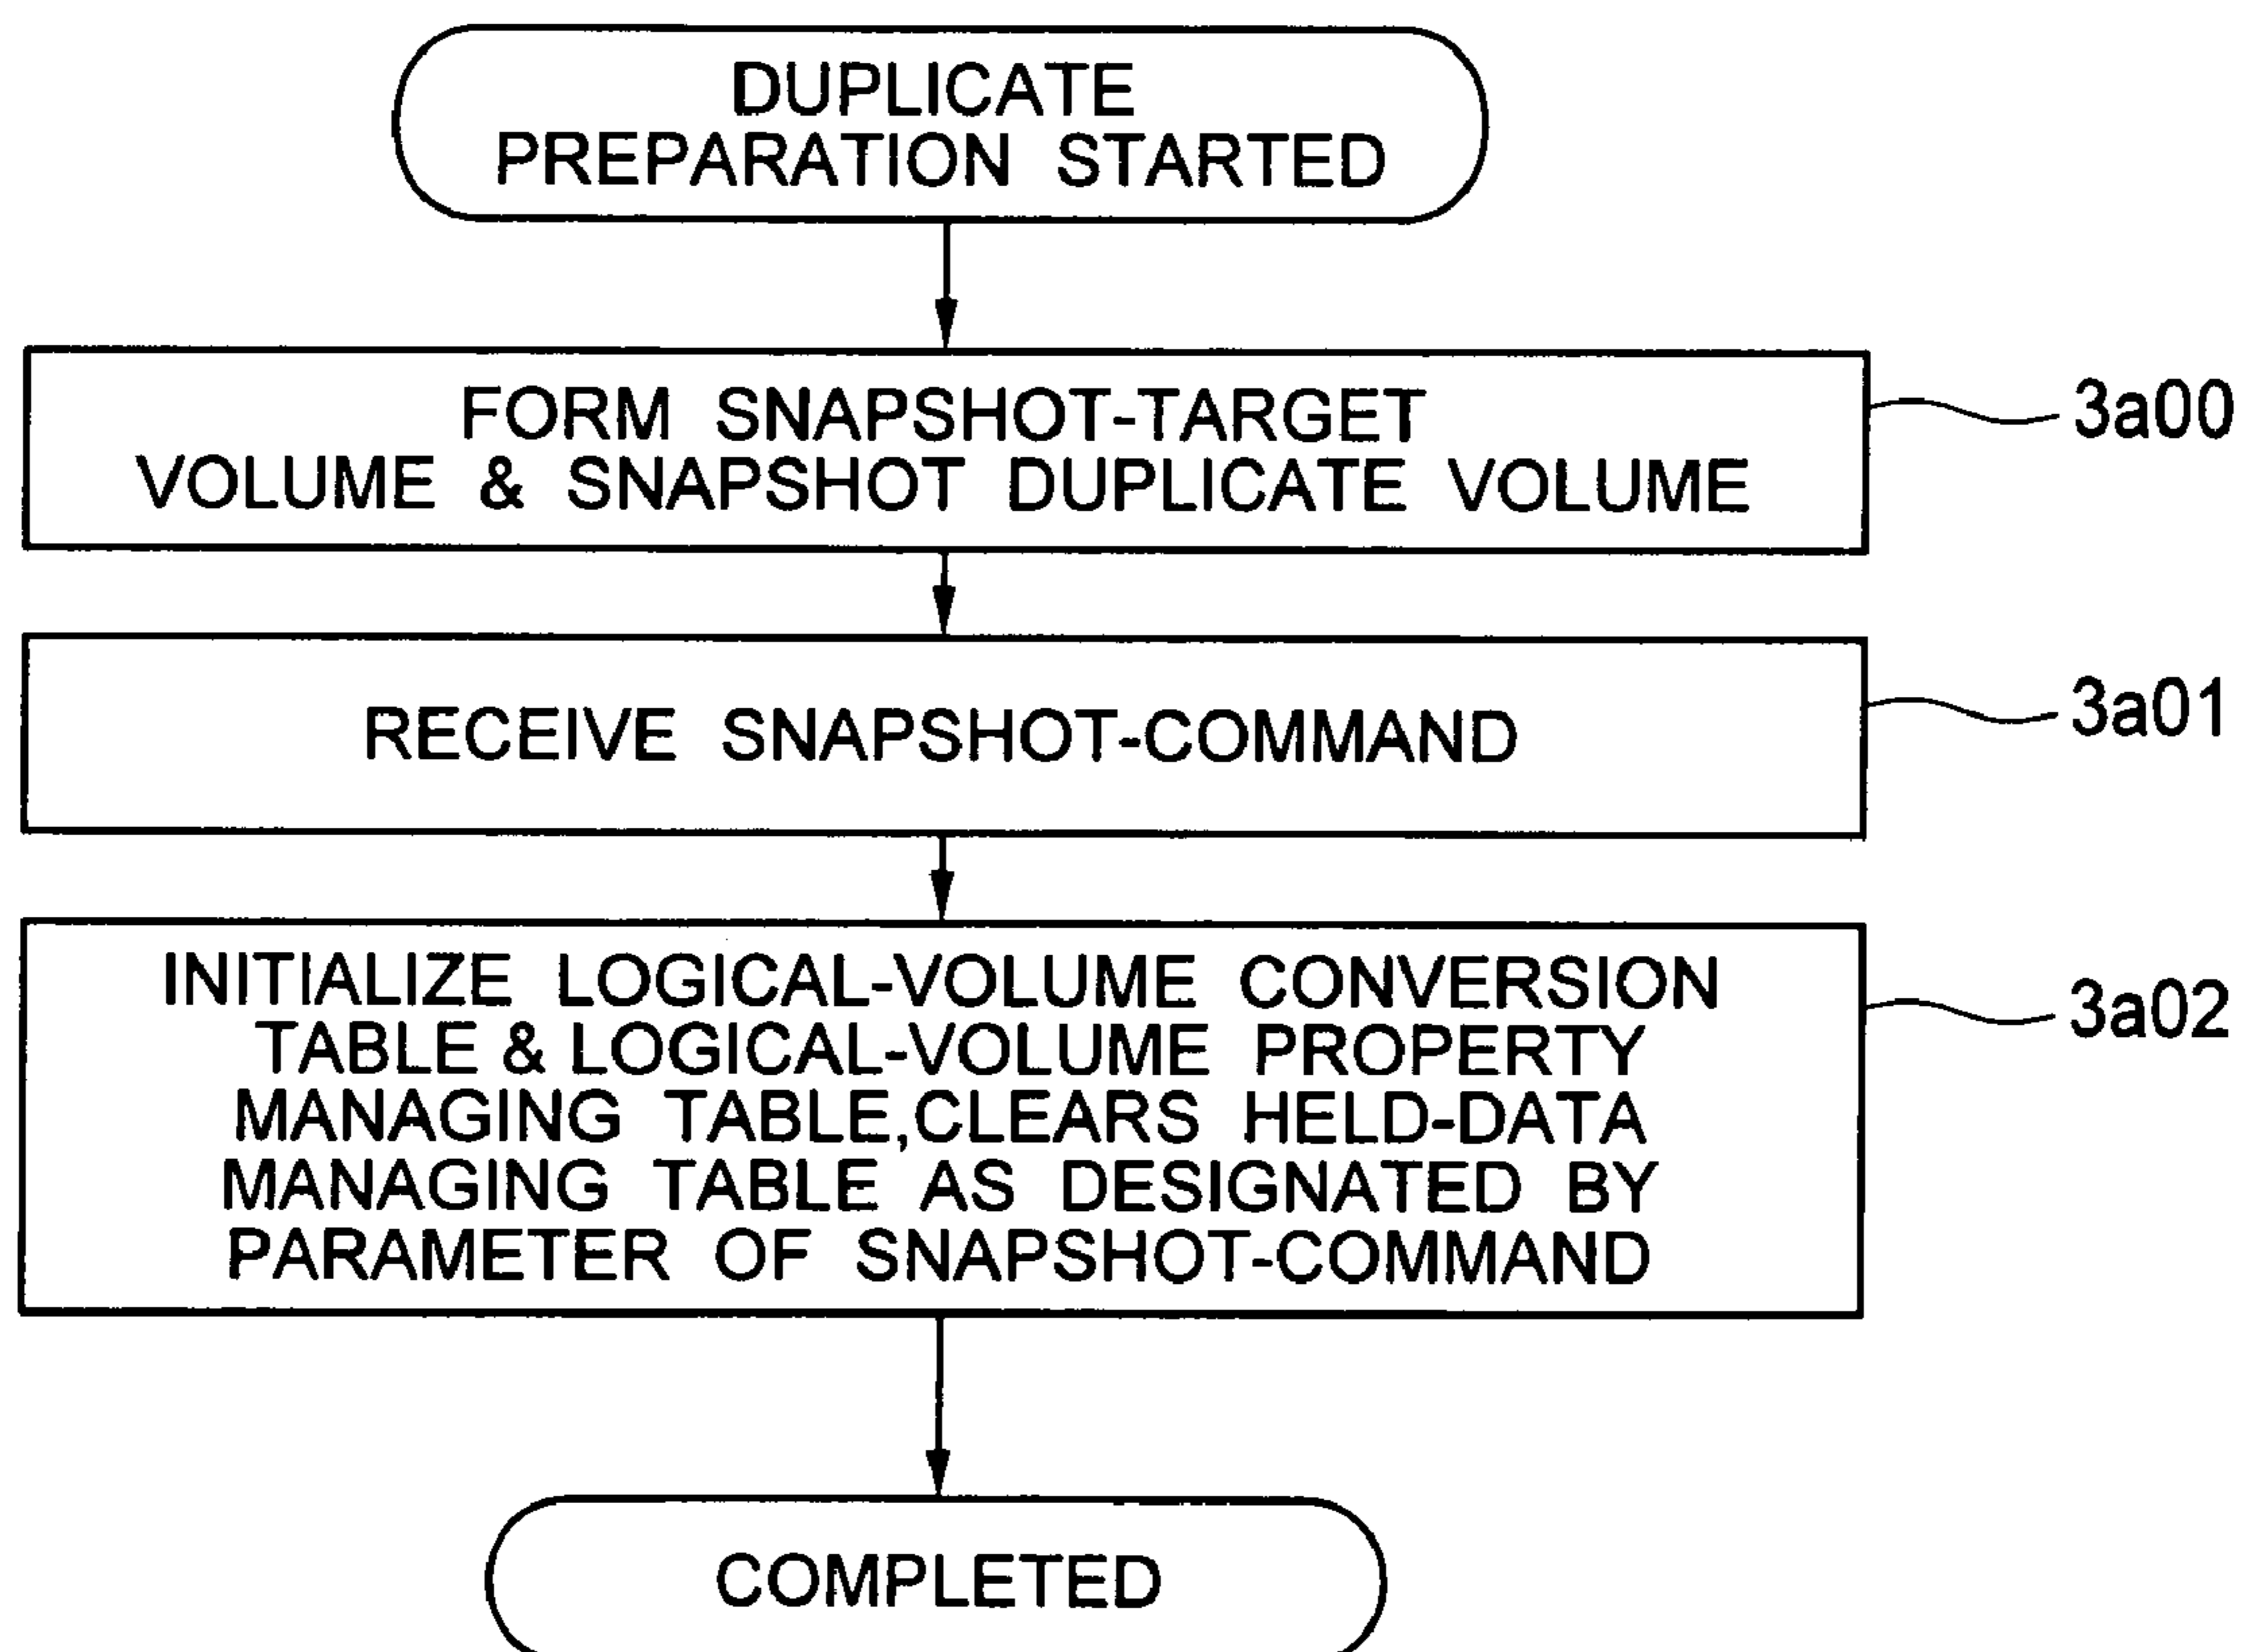 DUPLICATE
PREPARATION STARTED
FORM SNAPSHOT-TARGET
VOLUME & SNAPSHOT DUPLICATE VOLUME
3a00
RECEIVE SNAPSHOT-COMMAND
3a01
INITIALIZE LOGICAL-VOLUME CONVERSION
TABLE & LOGICAL-VOLUME PROPERTY
MANAGING TABLE,CLEARS HELD-DATA
MANAGING TABLE AS DESIGNATED BY
PARAMETER OF SNAPSHOT-COMMAND
3a02
COMPLETED